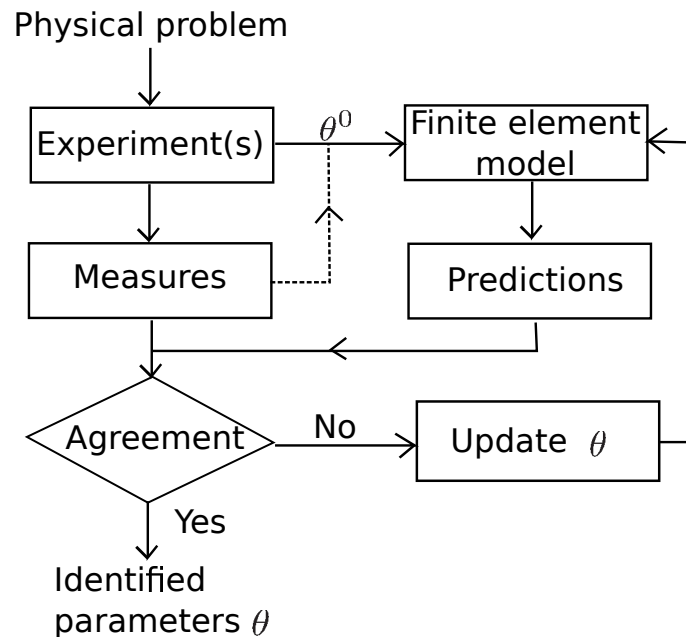 Physical problem
Experiment(s)
θ⁰
Finite element
model
Measures
Predictions
Agreement
No
Update θ
Yes
Identified
parameters θ